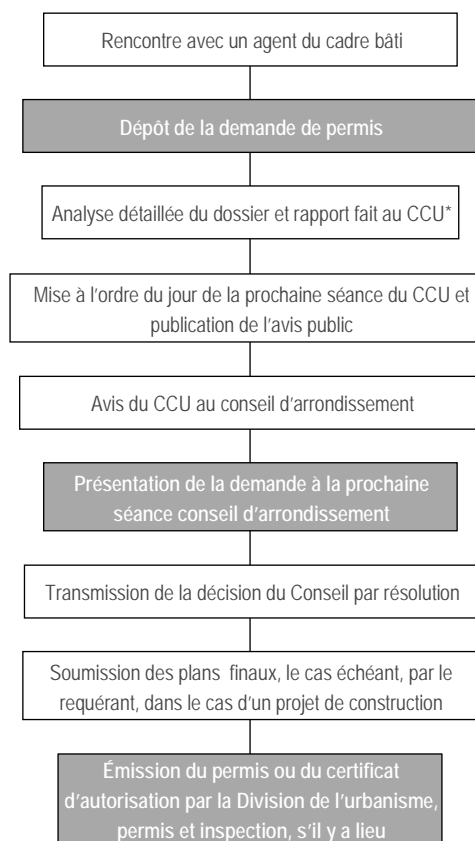 Rencontre avec un agent du cadre bâti
Dépôt de la demande de permis
Analyse détaillée du dossier et rapport fait au CCU*
Mise à l'ordre du jour de la prochaine séance du CCU et
publication de l'avis public
Avis du CCU au conseil d'arrondissement
Présentation de la demande à la prochaine
séance conseil d'arrondissement
Transmission de la décision du Conseil par résolution
Soumission des plans finaux, le cas échéant, par le
requérant, dans le cas d'un projet de construction
Émission du permis ou du certificat
d'autorisation par la Division de l'urbanisme,
permis et inspection, s'il y a lieu